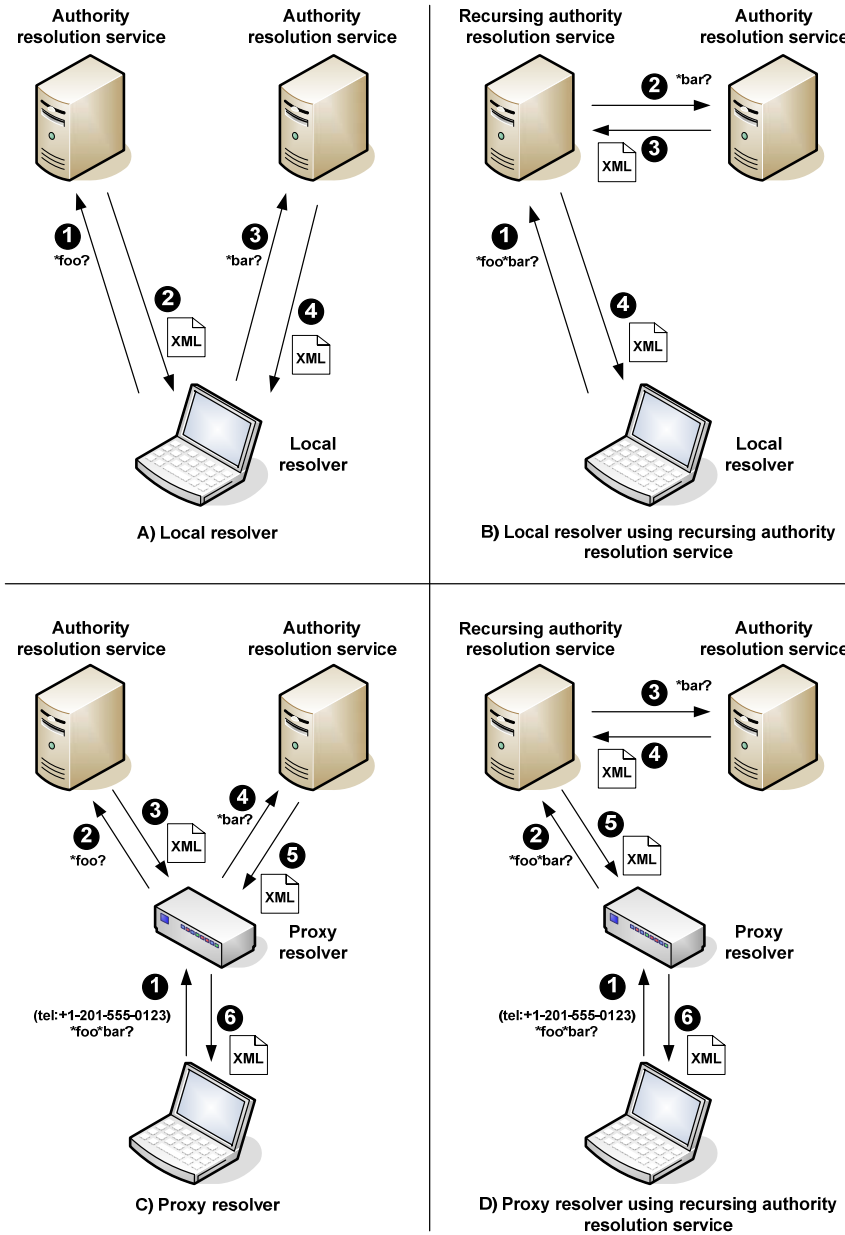 Authority
resolution service
Authority
resolution service
1
*foo?
2
XML
3
*bar?
4
XML
Local
resolver
A) Local resolver
Recursing authority
resolution service
Authority
resolution service
2
*bar?
3
XML
1
*foo*bar?
4
XML
Local
resolver
B) Local resolver using recursing authority
resolution service
Authority
resolution service
Authority
resolution service
2
*foo?
3
XML
4
*bar?
5
XML
Proxy
resolver
1
(tel:+1-201-555-0123)
*foo*bar?
6
XML
C) Proxy resolver
Recursing authority
resolution service
Authority
resolution service
3
*bar?
4
XML
2
*foo*bar?
5
XML
Proxy
resolver
1
(tel:+1-201-555-0123)
*foo*bar?
6
XML
D) Proxy resolver using recursing authority
resolution service